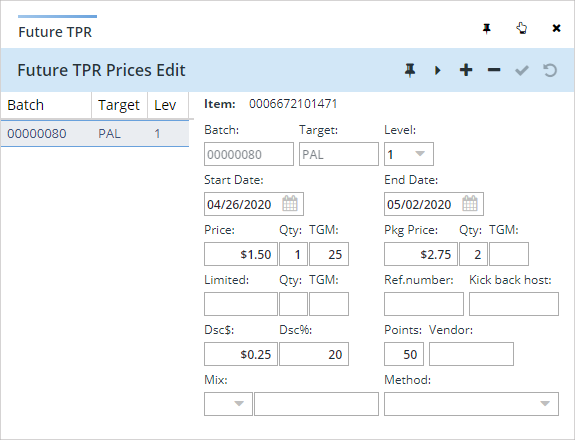 Future TPR
Future TPR Prices Edit
Batch Target Lev
00000080 PAL 1
Item: 0006672101471
Batch: Target: Level:
00000080 PAL 1
Start Date: End Date:
04/26/2020 05/02/2020
Price: Qty: TGM: Pkg Price: Qty: TGM:
$1.50 1 25 $2.75 2
Limited: Qty: TGM: Ref.number: Kick back host:
Dsc$: Dsc%: Points: Vendor:
$0.25 20 50
Mix: Method: